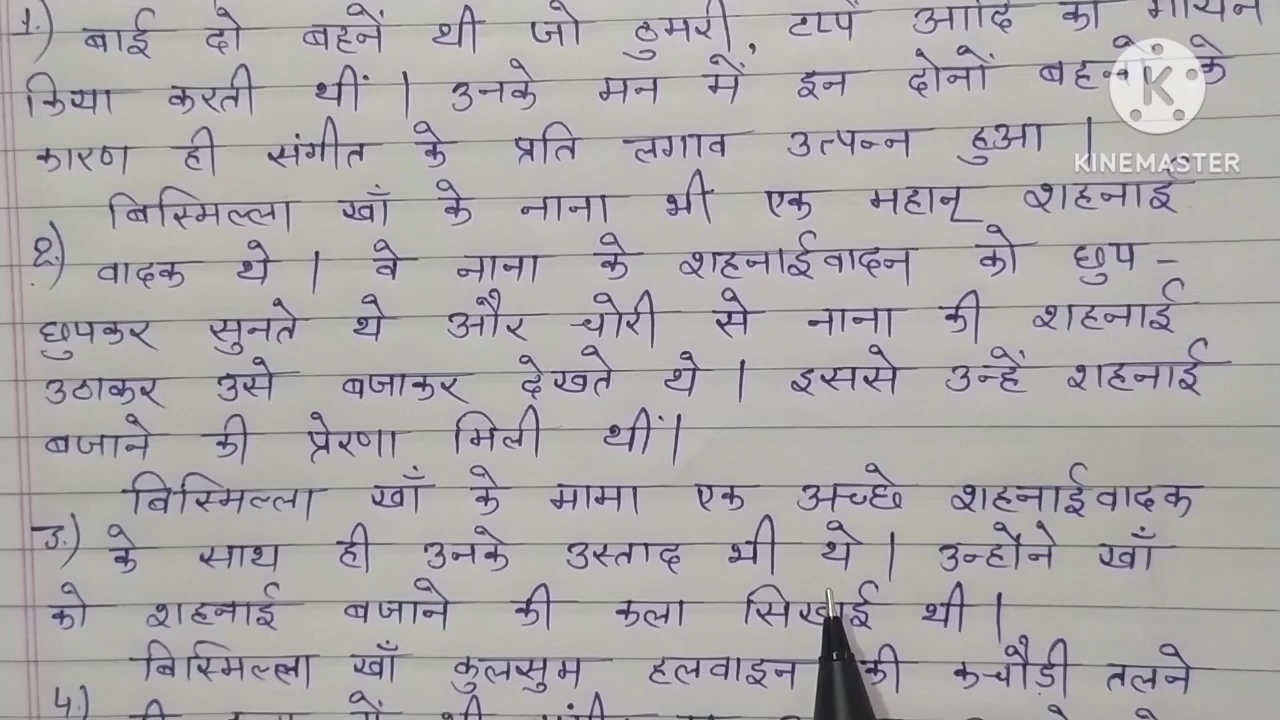 1.) बाई दो बहनें थी जो ठुमरी, टप्पे आदि का गायन
किया करती थीं। उनके मन में इन दोनों बहनो के
कारण ही संगीत के प्रति लगाव उत्पन्न हुआ।
बिस्मिल्ला खाँ के नाना भी एक महान् शहनाई
2.) वादक थे। वे नाना के शहनाईवादन को छुप -
छुपकर सुनते थे और चोरी से नाना की शहनाई
उठाकर उसे बजाकर देखते थे। इससे उन्हें शहनाई
बजाने की प्रेरणा मिली थीं।
बिस्मिल्ला खाँ के मामा एक अच्छे शहनाईवादक
3.) के साथ ही उनके उस्ताद भी थे। उन्होंने खाँ
को शहनाई बजाने की कला सिखाई थी।
बिस्मिल्ला खाँ कुलसुम हलवाइन की कचौड़ी तलने
4.)
KINEMASTER